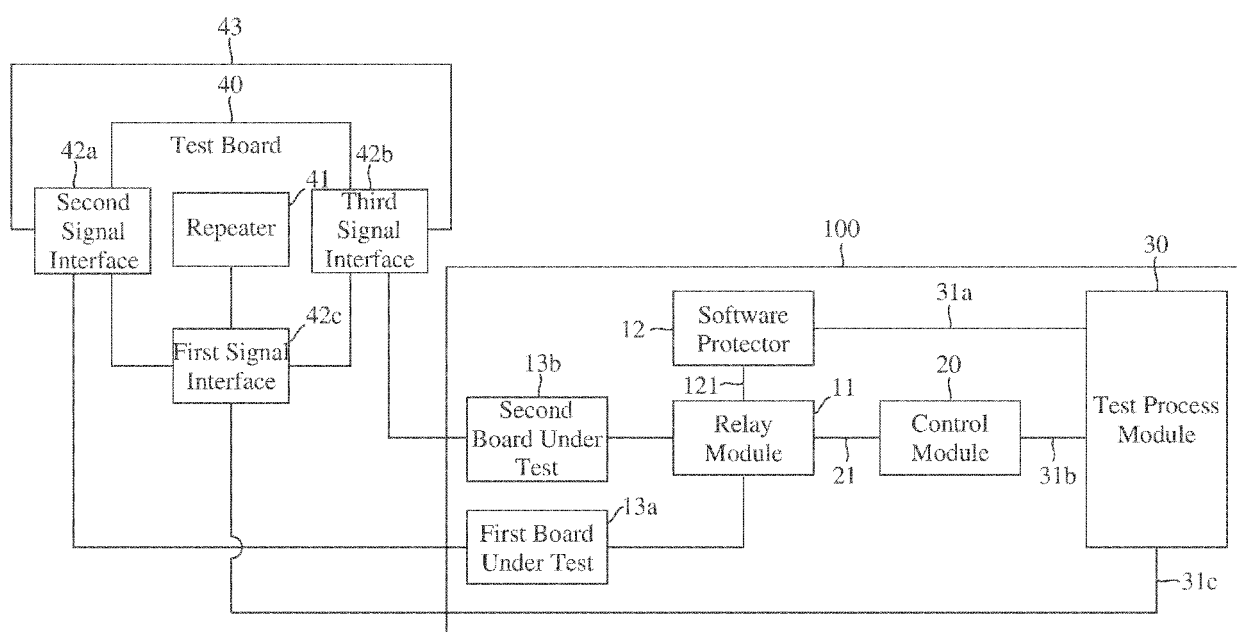 43
40
Test Board
42a
42b
41
Second
Signal
Interface
Repeater
Third
Signal
Interface
100
30
31a
12
Software
Protector
42c
First Signal
Interface
13b
121
11
20
Second
Board Under
Test
Relay
Module
Control
Module
Test Process
Module
21
31b
13a
First Board
Under Test
31c